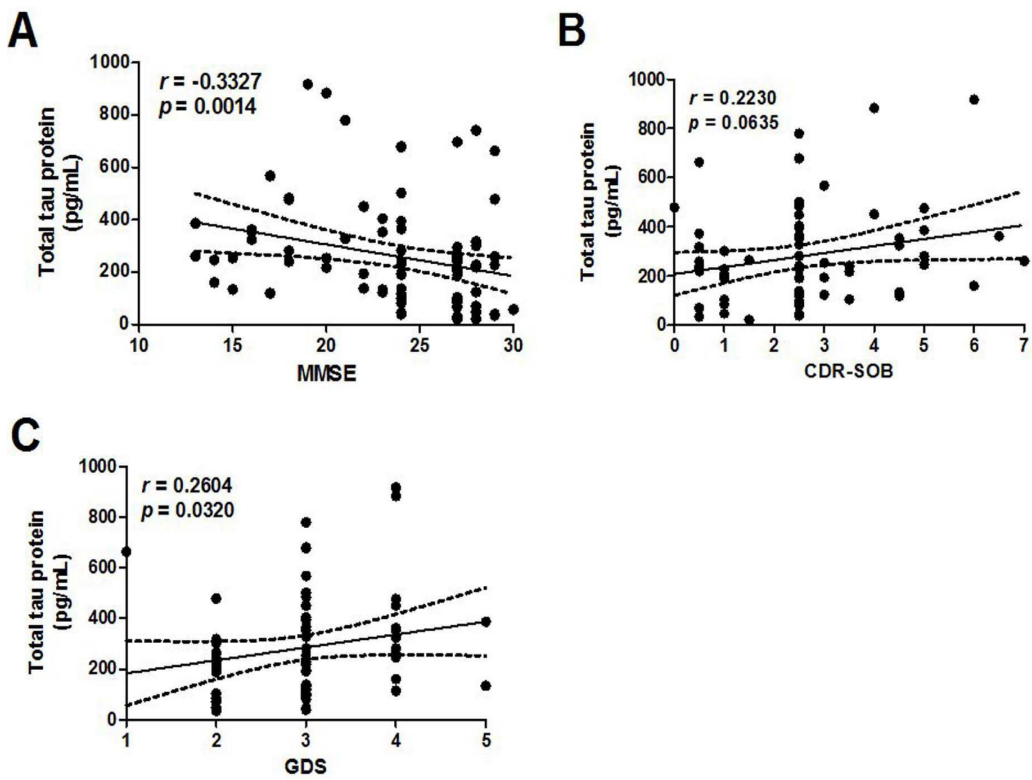 A
r = -0.3327
p = 0.0014
Total tau protein
(pg/mL)
1000
800
600
400
200
0
10
15
20
25
30
MMSE
B
r = 0.2230
p = 0.0635
Total tau protein
(pg/mL)
1000
800
600
400
200
0
0
1
2
3
4
5
6
7
CDR-SOB
C
r = 0.2604
p = 0.0320
Total tau protein
(pg/mL)
1000
800
600
400
200
0
1
2
3
4
5
GDS